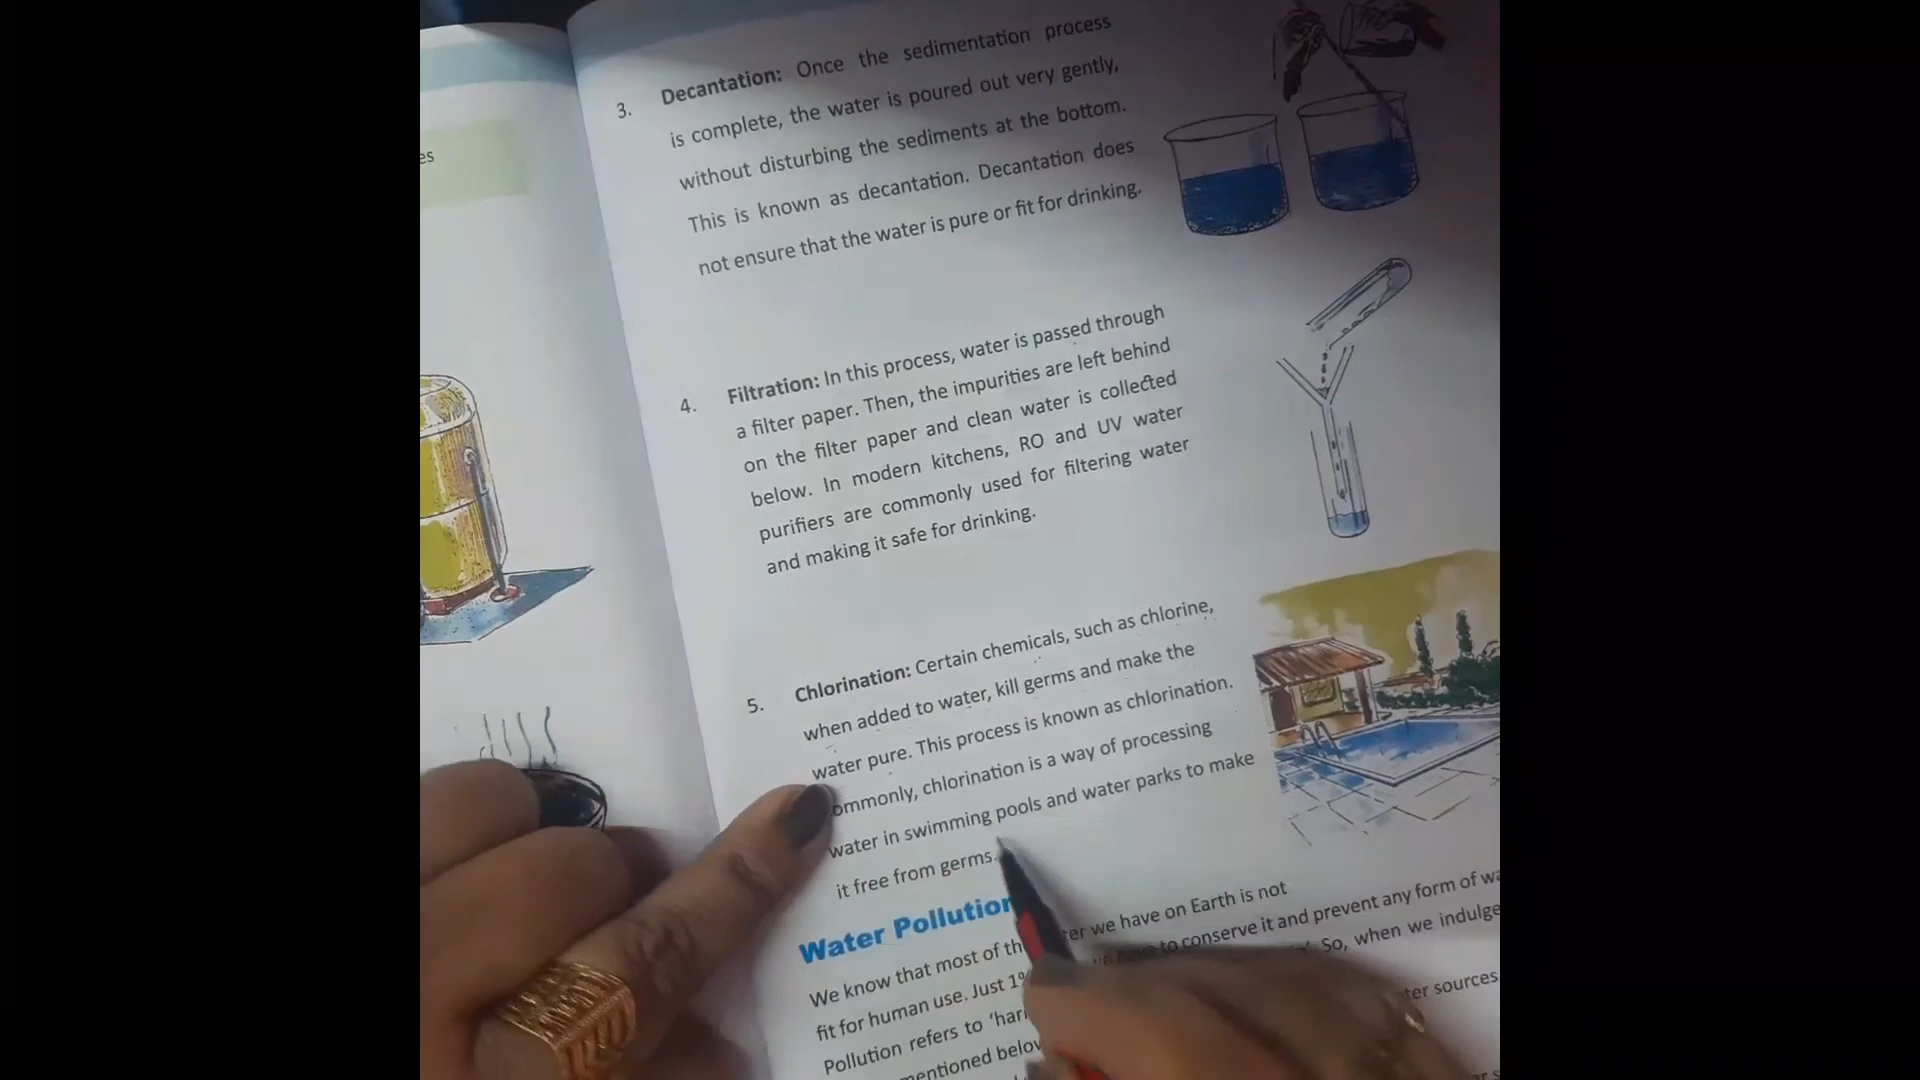 es
3. Decantation: Once the sedimentation process
is complete, the water is poured out very gently,
without disturbing the sediments at the bottom.
This is known as decantation. Decantation does
not ensure that the water is pure or fit for drinking.
4. Filtration: In this process, water is passed through
a filter paper. Then, the impurities are left behind
on the filter paper and clean water is collected
below. In modern kitchens, RO and UV water
purifiers are commonly used for filtering water
and making it safe for drinking.
5. Chlorination: Certain chemicals, such as chlorine,
when added to water, kill germs and make the
water pure. This process is known as chlorination.
ommonly, chlorination is a way of processing
water in swimming pools and water parks to make
it free from germs.
Water Pollution
We know that most of th ter we have on Earth is not
fit for human use. Just 1% to conserve it and prevent any form of wa
Pollution refers to ‘har So, when we indulge
mentioned below ter sources